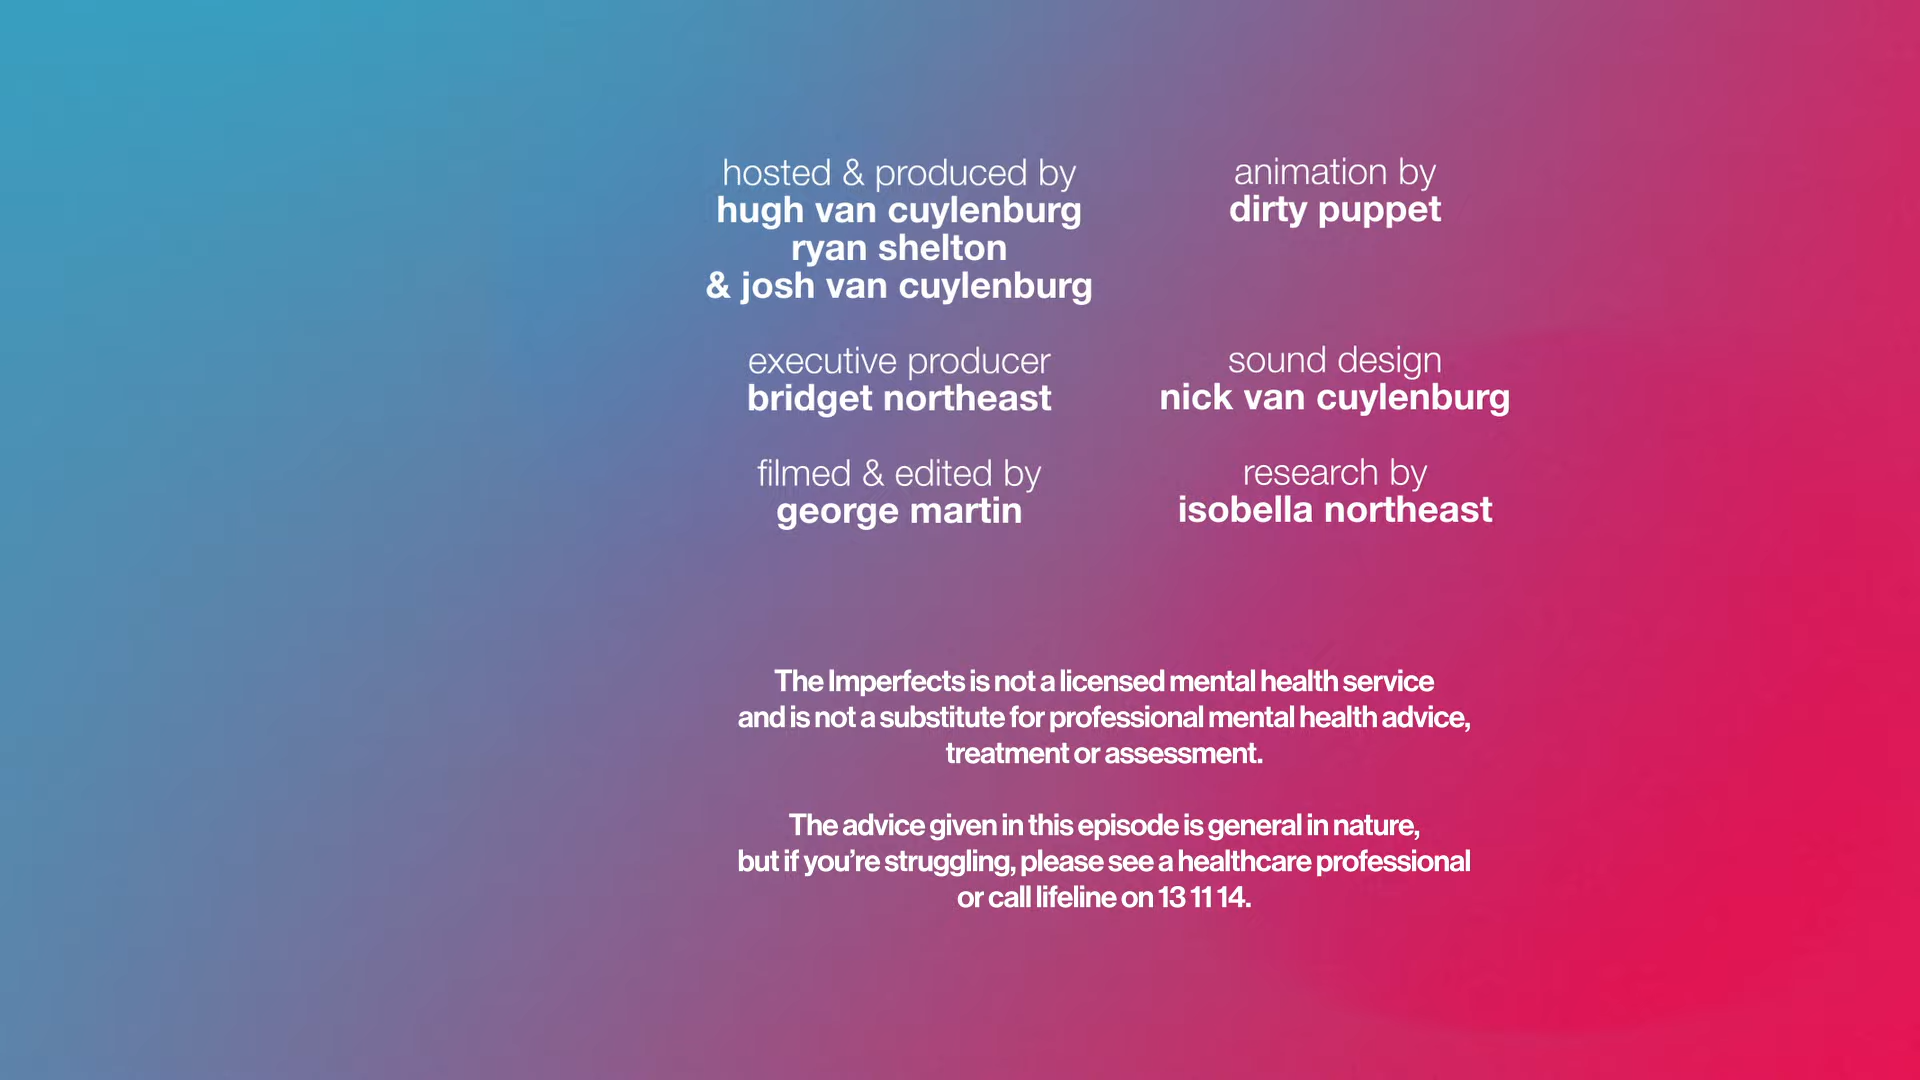 hosted & produced by
hugh van cuylenburg
ryan shelton
& josh van cuylenburg
animation by
dirty puppet
executive producer
bridget northeast
sound design
nick van cuylenburg
filmed & edited by
george martin
research by
isobella northeast
The Imperfects is not a licensed mental health service
and is not a substitute for professional mental health advice,
treatment or assessment.
The advice given in this episode is general in nature,
but if you’re struggling, please see a healthcare professional
or call lifeline on 13 11 14.